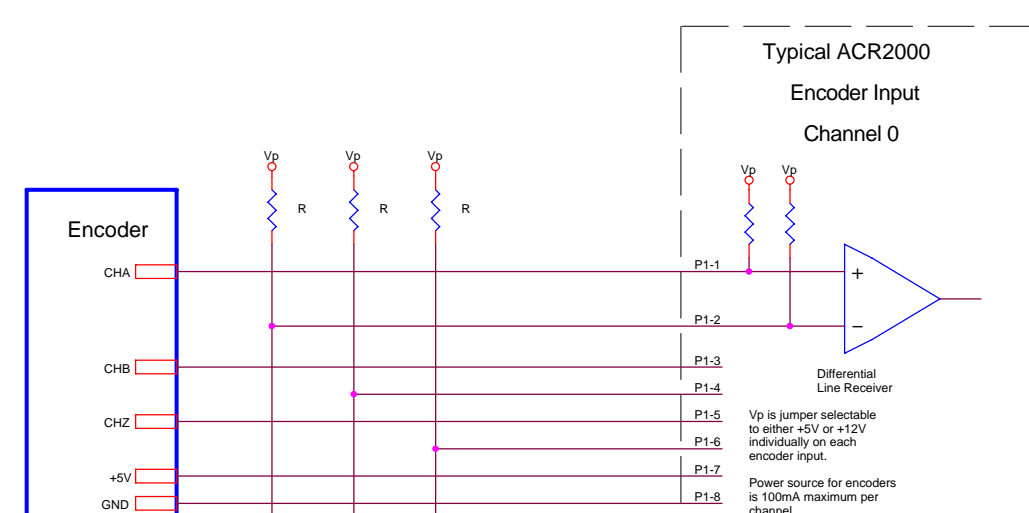 Typical ACR2000
Encoder Input
Channel 0
Vp
Vp
Vp
Vp
Vp
R
R
R
Encoder
CHA
P1-1
+
P1-2
−
CHB
P1-3
Differential
Line Receiver
P1-4
CHZ
P1-5
Vp is jumper selectable
to either +5V or +12V
individually on each
encoder input.
P1-6
+5V
P1-7
Power source for encoders
is 100mA maximum per
channel
GND
P1-8